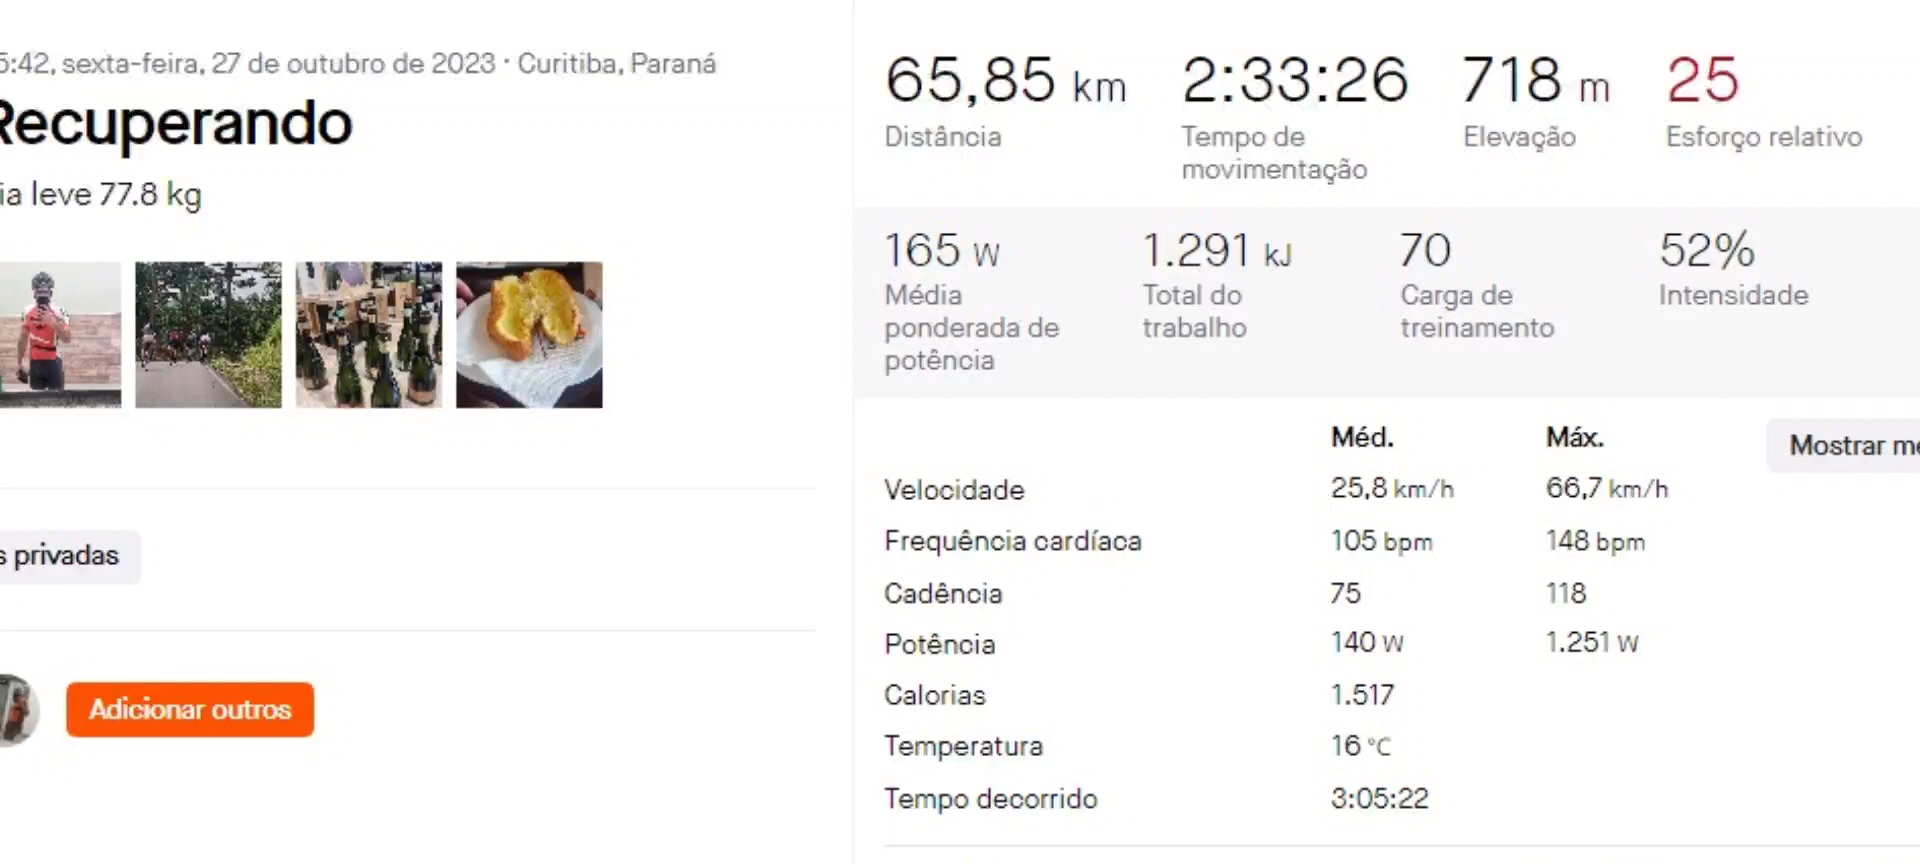 5:42, sexta-feira, 27 de outubro de 2023 · Curitiba, Paraná
Recuperando
ia leve 77.8 kg
s privadas
Adicionar outros
65,85 km 2:33:26 718 m 25
Distância Tempo de movimentação Elevação Esforço relativo
165 W 1.291 kJ 70 52%
Média ponderada de potência Total do trabalho Carga de treinamento Intensidade
Méd. Máx. Mostrar me
Velocidade 25,8 km/h 66,7 km/h
Frequência cardíaca 105 bpm 148 bpm
Cadência 75 118
Potência 140 W 1.251 W
Calorias 1.517
Temperatura 16 °C
Tempo decorrido 3:05:22